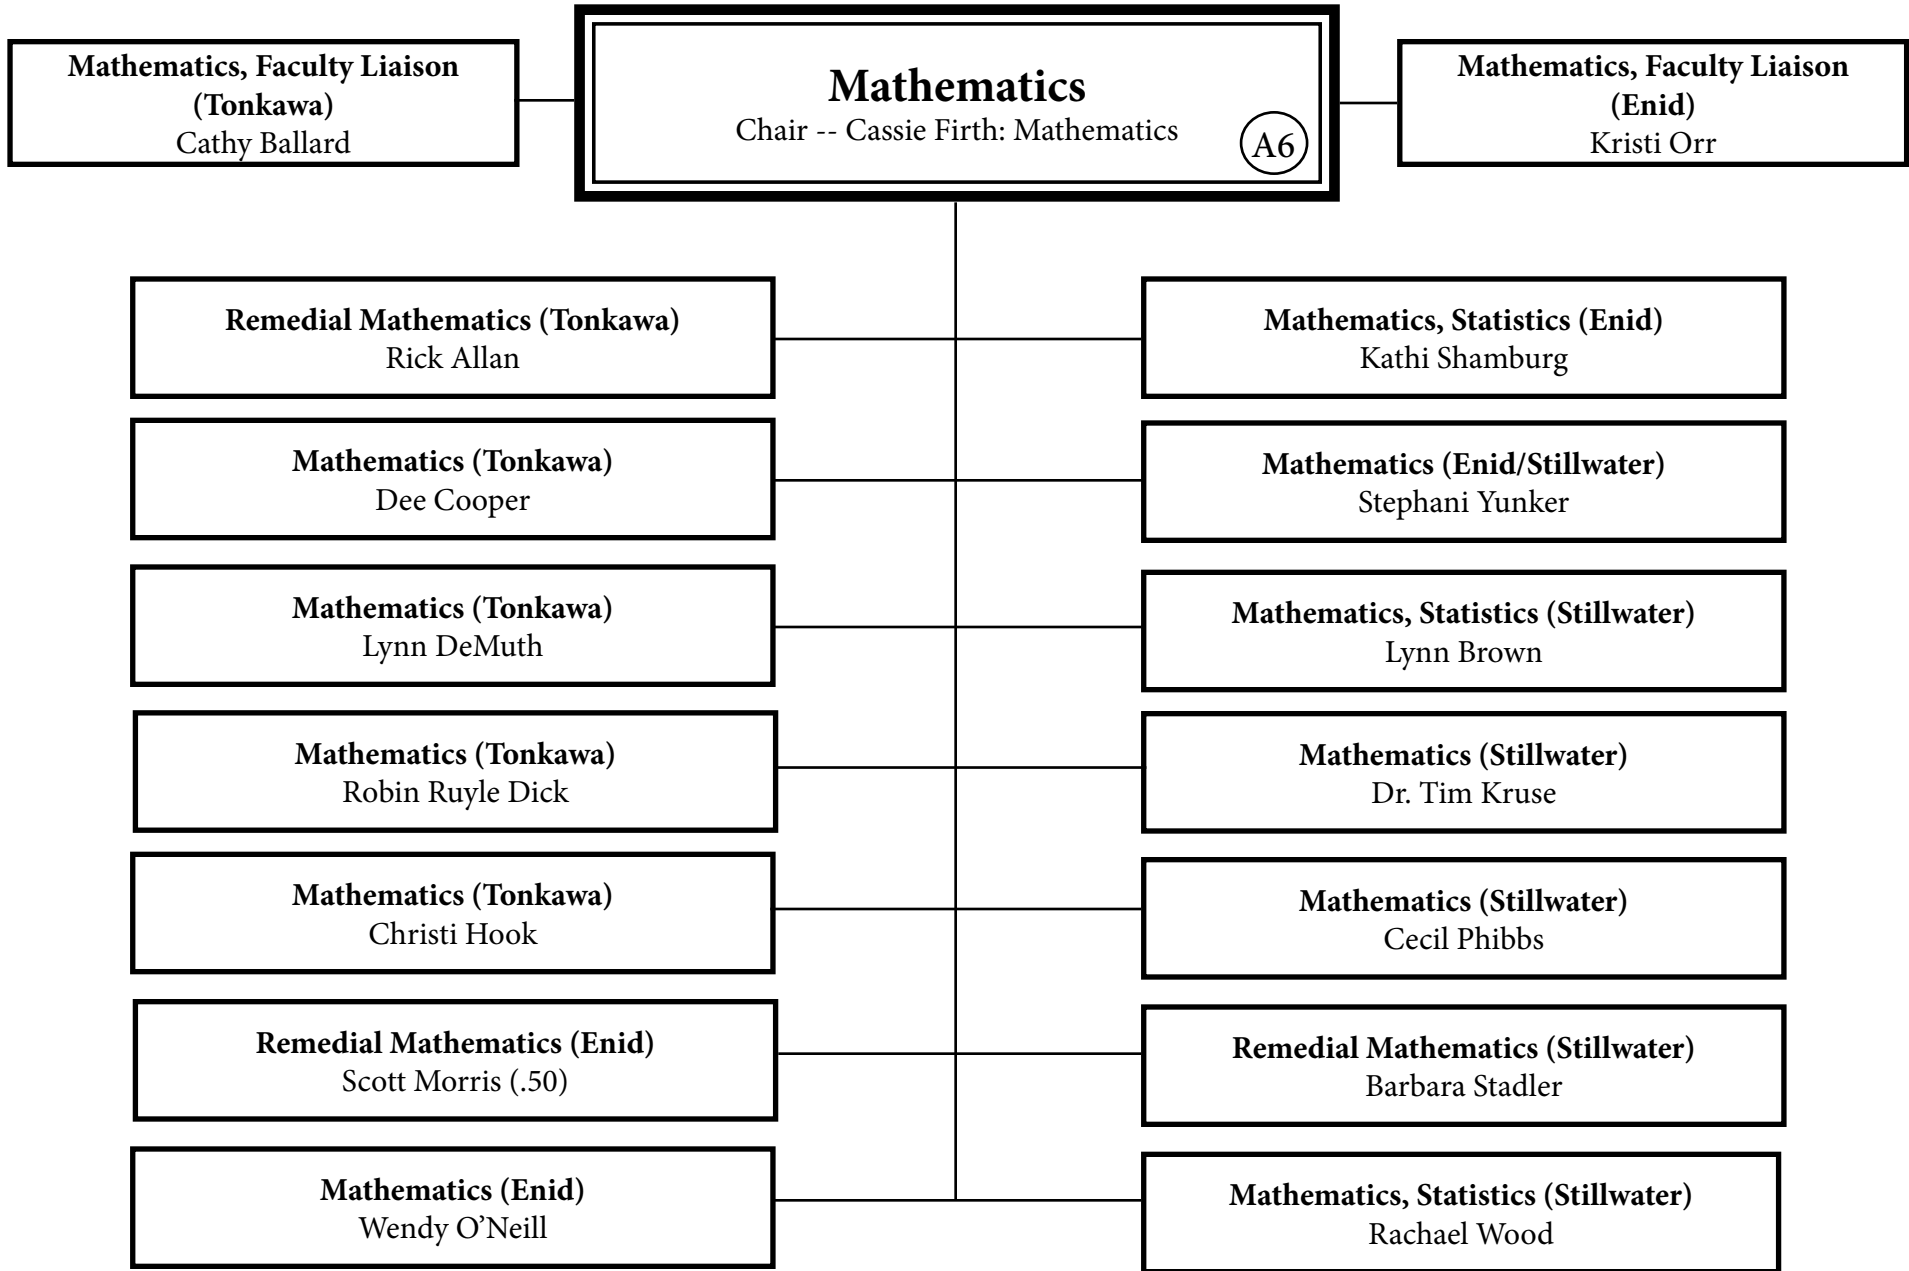 Mathematics, Faculty Liaison
(Tonkawa)
Cathy Ballard
Mathematics
Chair -- Cassie Firth: Mathematics
A6
Mathematics, Faculty Liaison
(Enid)
Kristi Orr
Remedial Mathematics (Tonkawa)
Rick Allan
Mathematics (Tonkawa)
Dee Cooper
Mathematics (Tonkawa)
Lynn DeMuth
Mathematics (Tonkawa)
Robin Ruyle Dick
Mathematics (Tonkawa)
Christi Hook
Remedial Mathematics (Enid)
Scott Morris (.50)
Mathematics (Enid)
Wendy O’Neill
Mathematics, Statistics (Enid)
Kathi Shamburg
Mathematics (Enid/Stillwater)
Stephani Yunker
Mathematics, Statistics (Stillwater)
Lynn Brown
Mathematics (Stillwater)
Dr. Tim Kruse
Mathematics (Stillwater)
Cecil Phibbs
Remedial Mathematics (Stillwater)
Barbara Stadler
Mathematics, Statistics (Stillwater)
Rachael Wood